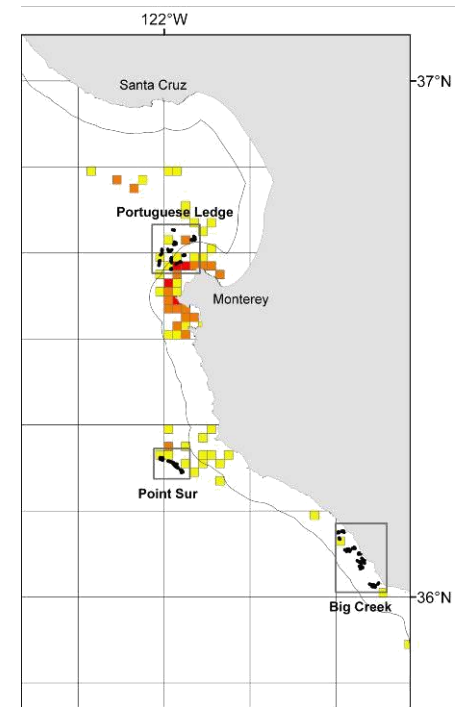 122°W
37°N
Santa Cruz
Portuguese Ledge
Monterey
Point Sur
36°N
Big Creek